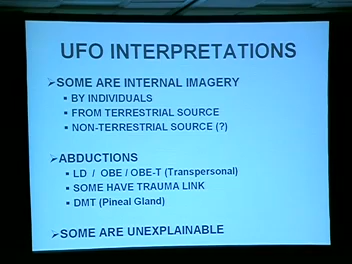 UFO INTERPRETATIONS
➢SOME ARE INTERNAL IMAGERY
▪ BY INDIVIDUALS
▪ FROM TERRESTRIAL SOURCE
▪ NON-TERRESTRIAL SOURCE (?)
➢ABDUCTIONS
▪ LD / OBE / OBE-T (Transpersonal)
▪ SOME HAVE TRAUMA LINK
▪ DMT (Pineal Gland)
➢SOME ARE UNEXPLAINABLE